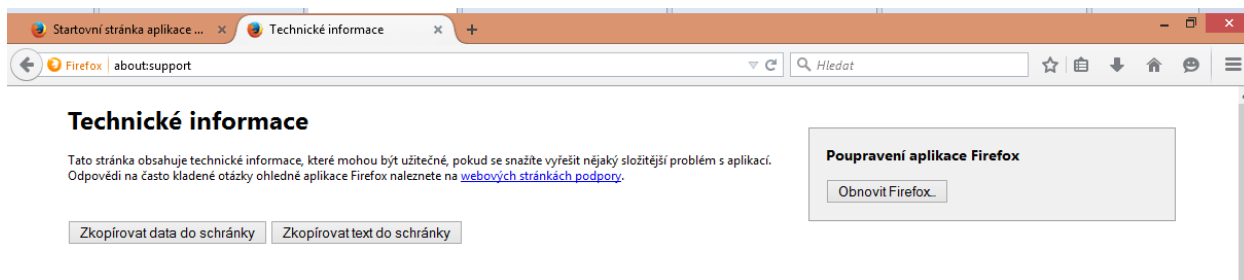 Startovní stránka aplikace ...
Technické informace
Firefox
about:support
Hledat
Technické informace
Tato stránka obsahuje technické informace, které mohou být užitečné, pokud se snažíte vyřešit nějaký složitější problém s aplikací.
Odpovědi na často kladené otázky ohledně aplikace Firefox naleznete na webových stránkách podpory.
Zkopírovat data do schránky
Zkopírovat text do schránky
Poupravení aplikace Firefox
Obnovit Firefox..